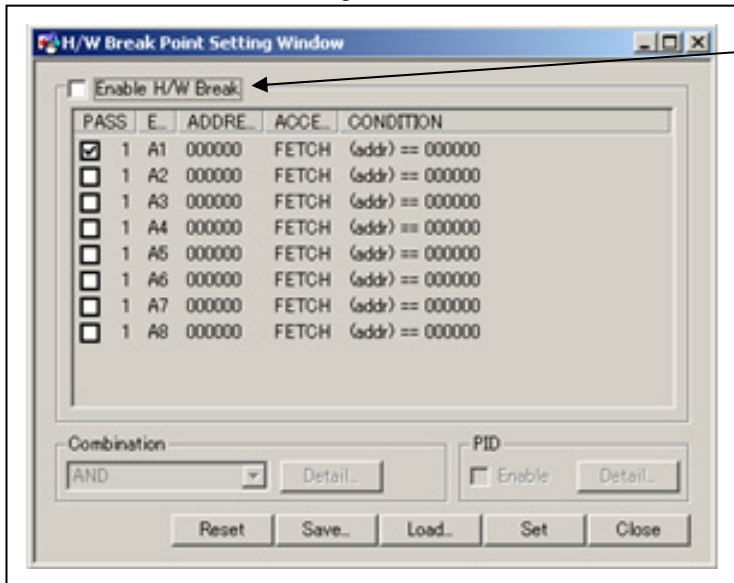 H/W Break Point Setting Window
Enable H/W Break
PASS E... ADDRE... ACCE... CONDITION
1 A1 000000 FETCH (addr) == 000000
1 A2 000000 FETCH (addr) == 000000
1 A3 000000 FETCH (addr) == 000000
1 A4 000000 FETCH (addr) == 000000
1 A5 000000 FETCH (addr) == 000000
1 A6 000000 FETCH (addr) == 000000
1 A7 000000 FETCH (addr) == 000000
1 A8 000000 FETCH (addr) == 000000
Combination
PID
AND
Detail...
Enable
Detail...
Reset
Save...
Load...
Set
Close